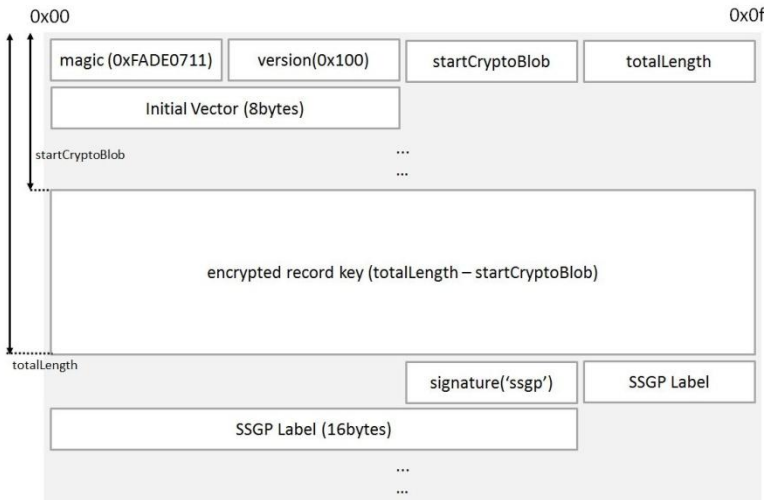 0x00 0x0f
magic (0xFADE0711) version(0x100) startCryptoBlob totalLength
Initial Vector (8bytes)
startCryptoBlob
...
...
encrypted record key (totalLength – startCryptoBlob)
totalLength
signature(‘ssgp’) SSGP Label
SSGP Label (16bytes)
...
...